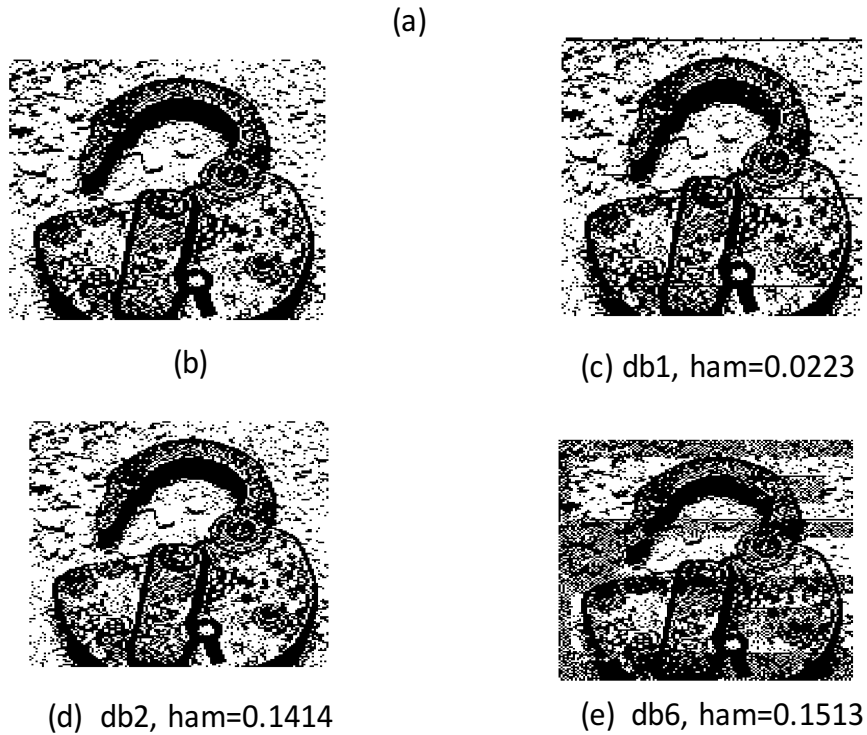 (a)
(b)
(c) db1, ham=0.0223
(d) db2, ham=0.1414
(e) db6, ham=0.1513